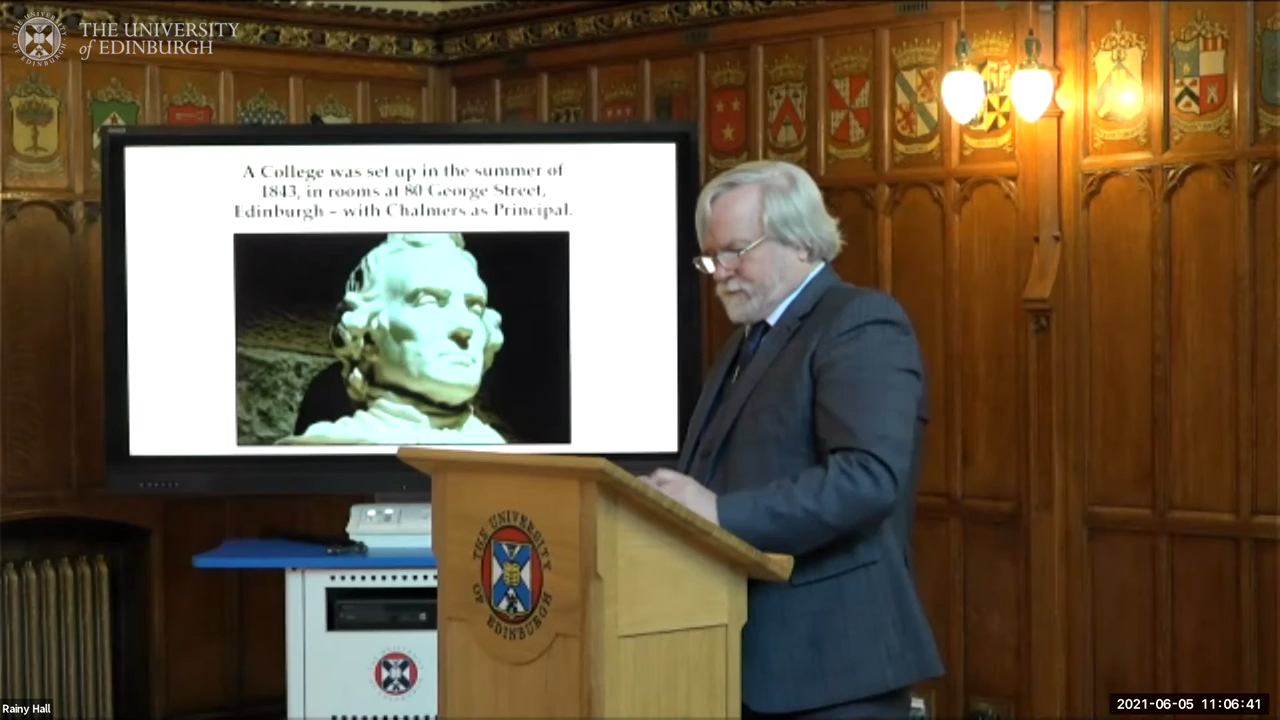 THE UNIVERSITY
of EDINBURGH
A College was set up in the summer of
1843, in rooms at 80 George Street,
Edinburgh – with Chalmers as Principal.
THE UNIVERSITY
OF EDINBURGH
Rainy Hall
2021-06-05 11:06:41